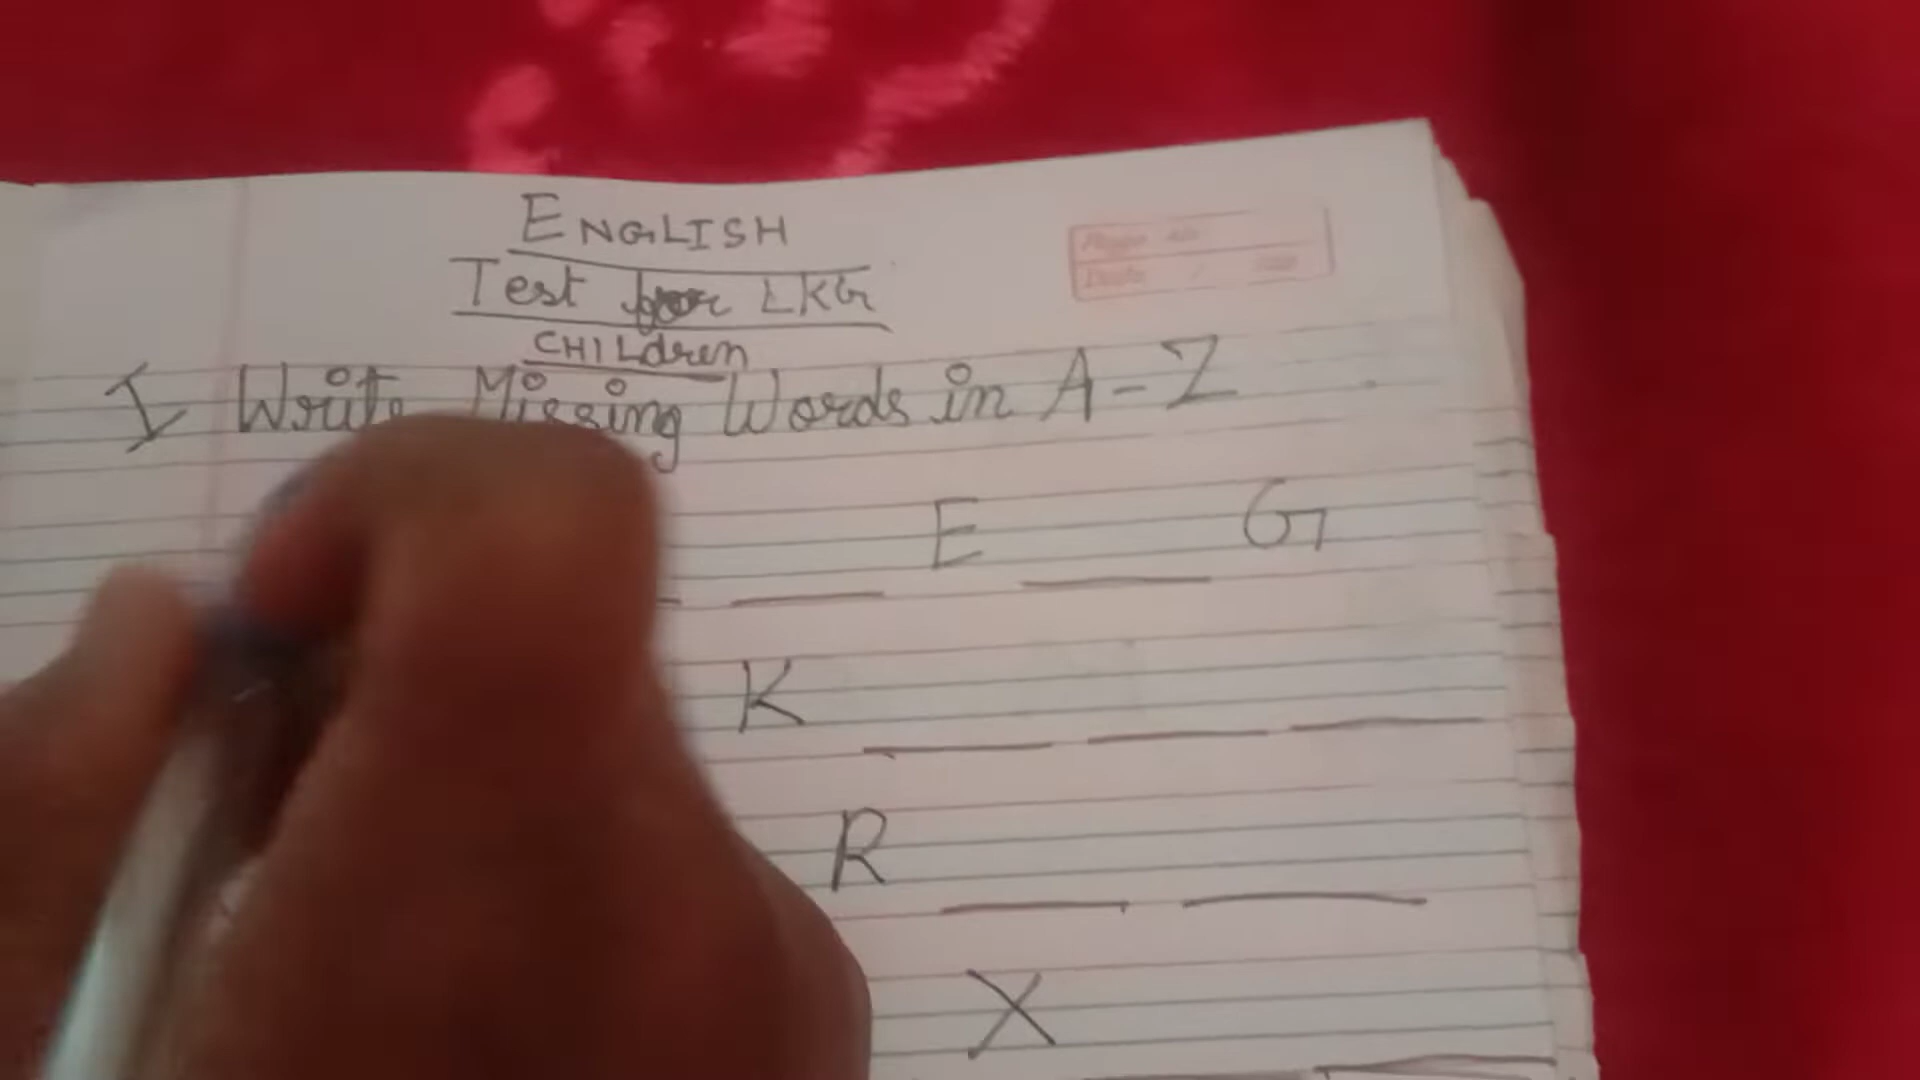 ENGLISH
Test for LKG
CHILdren
I Write Missing Words in A-Z
E G
K
R
X